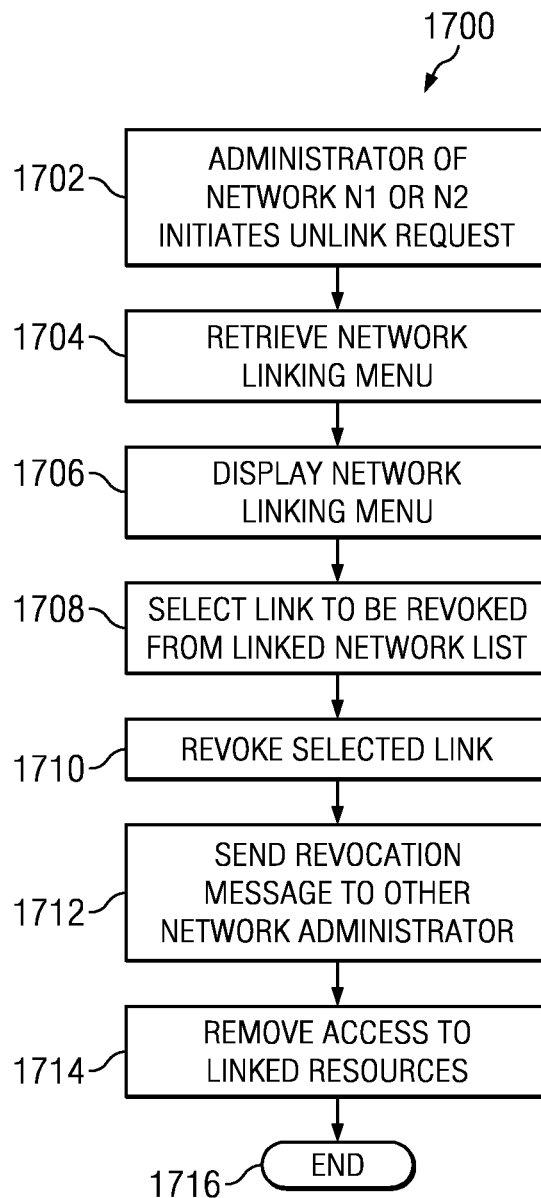 1700
1702
ADMINISTRATOR OF
NETWORK N1 OR N2
INITIATES UNLINK REQUEST
1704
RETRIEVE NETWORK
LINKING MENU
1706
DISPLAY NETWORK
LINKING MENU
1708
SELECT LINK TO BE REVOKED
FROM LINKED NETWORK LIST
1710
REVOKE SELECTED LINK
1712
SEND REVOCATION
MESSAGE TO OTHER
NETWORK ADMINISTRATOR
1714
REMOVE ACCESS TO
LINKED RESOURCES
1716
END